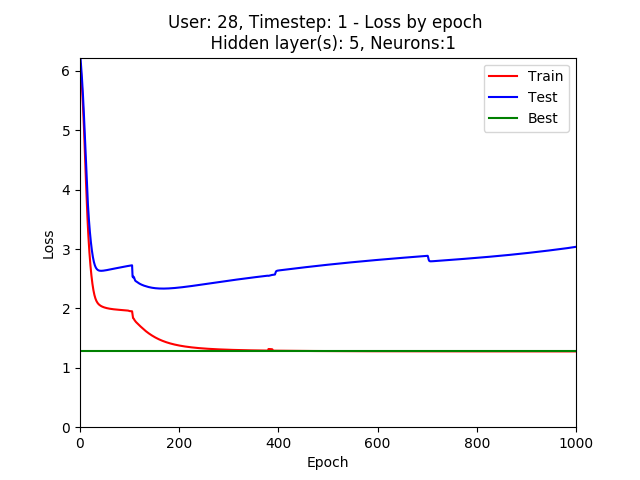 User: 28, Timestep: 1 - Loss by epoch
Hidden layer(s): 5, Neurons:1
Train
Test
Best
Loss
6
5
4
3
2
1
0
0
200
400
600
800
1000
Epoch